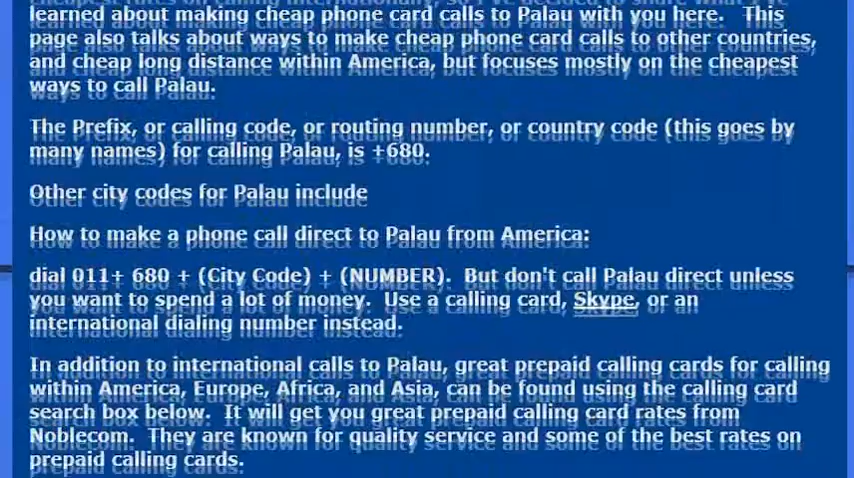 learned about making cheap phone card calls to Palau with you here. This
page also talks about ways to make cheap phone card calls to other countries,
and cheap long distance within America, but focuses mostly on the cheapest
ways to call Palau.
The Prefix, or calling code, or routing number, or country code (this goes by
many names) for calling Palau, is +680.
Other city codes for Palau include
How to make a phone call direct to Palau from America:
dial 011+ 680 + (City Code) + (NUMBER). But don't call Palau direct unless
you want to spend a lot of money. Use a calling card, Skype, or an
international dialing number instead.
In addition to international calls to Palau, great prepaid calling cards for calling
within America, Europe, Africa, and Asia, can be found using the calling card
search box below. It will get you great prepaid calling card rates from
Noblecom. They are known for quality service and some of the best rates on
prepaid calling cards.